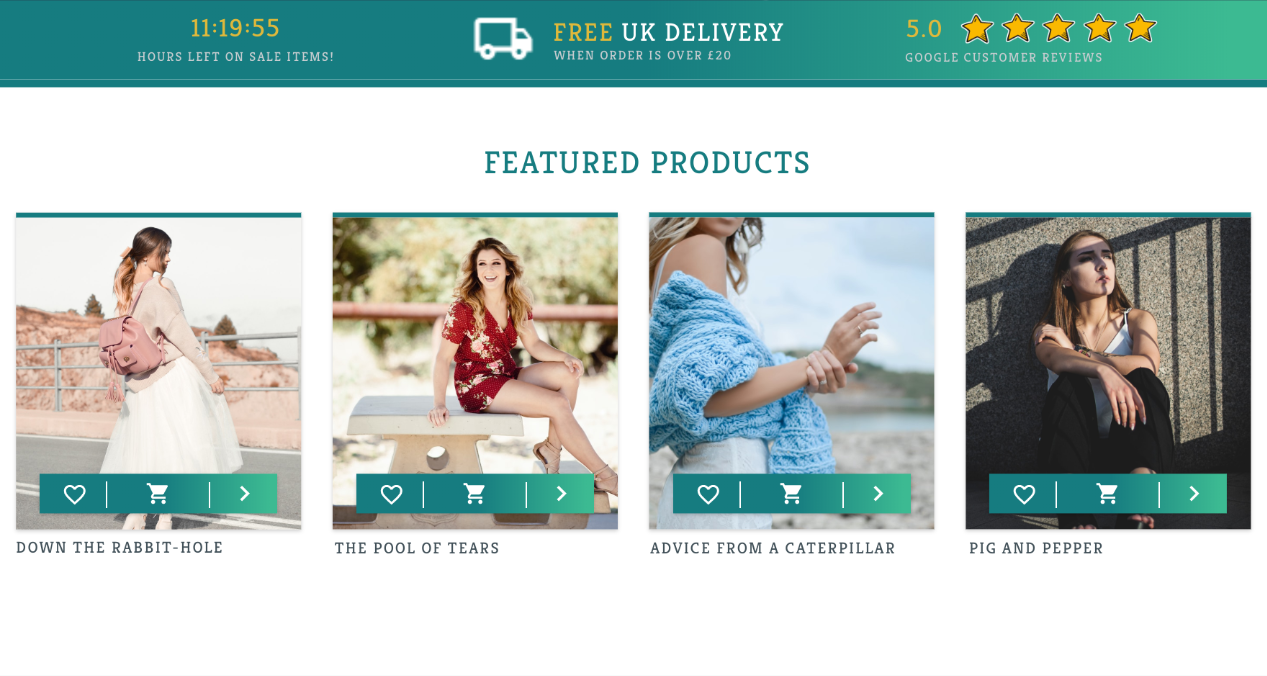 11:19:55
HOURS LEFT ON SALE ITEMS!
FREE UK DELIVERY
WHEN ORDER IS OVER £20
5.0
GOOGLE CUSTOMER REVIEWS
FEATURED PRODUCTS
DOWN THE RABBIT-HOLE
THE POOL OF TEARS
ADVICE FROM A CATERPILLAR
PIG AND PEPPER